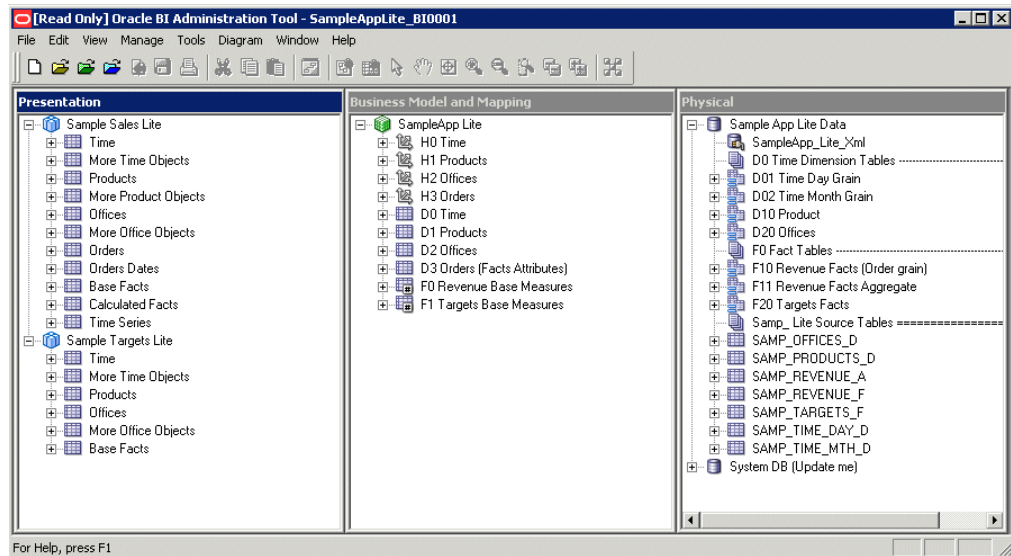 [Read Only] Oracle BI Administration Tool - SampleAppLite_BI0001
File Edit View Manage Tools Diagram Window Help
Presentation
Sample Sales Lite
Time
More Time Objects
Products
More Product Objects
Offices
More Office Objects
Orders
Orders Dates
Base Facts
Calculated Facts
Time Series
Sample Targets Lite
Time
More Time Objects
Products
Offices
More Office Objects
Base Facts
Business Model and Mapping
SampleApp Lite
H0 Time
H1 Products
H2 Offices
H3 Orders
D0 Time
D1 Products
D2 Offices
D3 Orders (Facts Attributes)
F0 Revenue Base Measures
F1 Targets Base Measures
Physical
Sample App Lite Data
SampleApp_Lite_Xml
D0 Time Dimension Tables -----------------------
D01 Time Day Grain
D02 Time Month Grain
D10 Product
D20 Offices
F0 Fact Tables ------------------------------------
F10 Revenue Facts (Order grain)
F11 Revenue Facts Aggregate
F20 Targets Facts
Samp_ Lite Source Tables =================
SAMP_OFFICES_D
SAMP_PRODUCTS_D
SAMP_REVENUE_A
SAMP_REVENUE_F
SAMP_TARGETS_F
SAMP_TIME_DAY_D
SAMP_TIME_MTH_D
System DB (Update me)
For Help, press F1